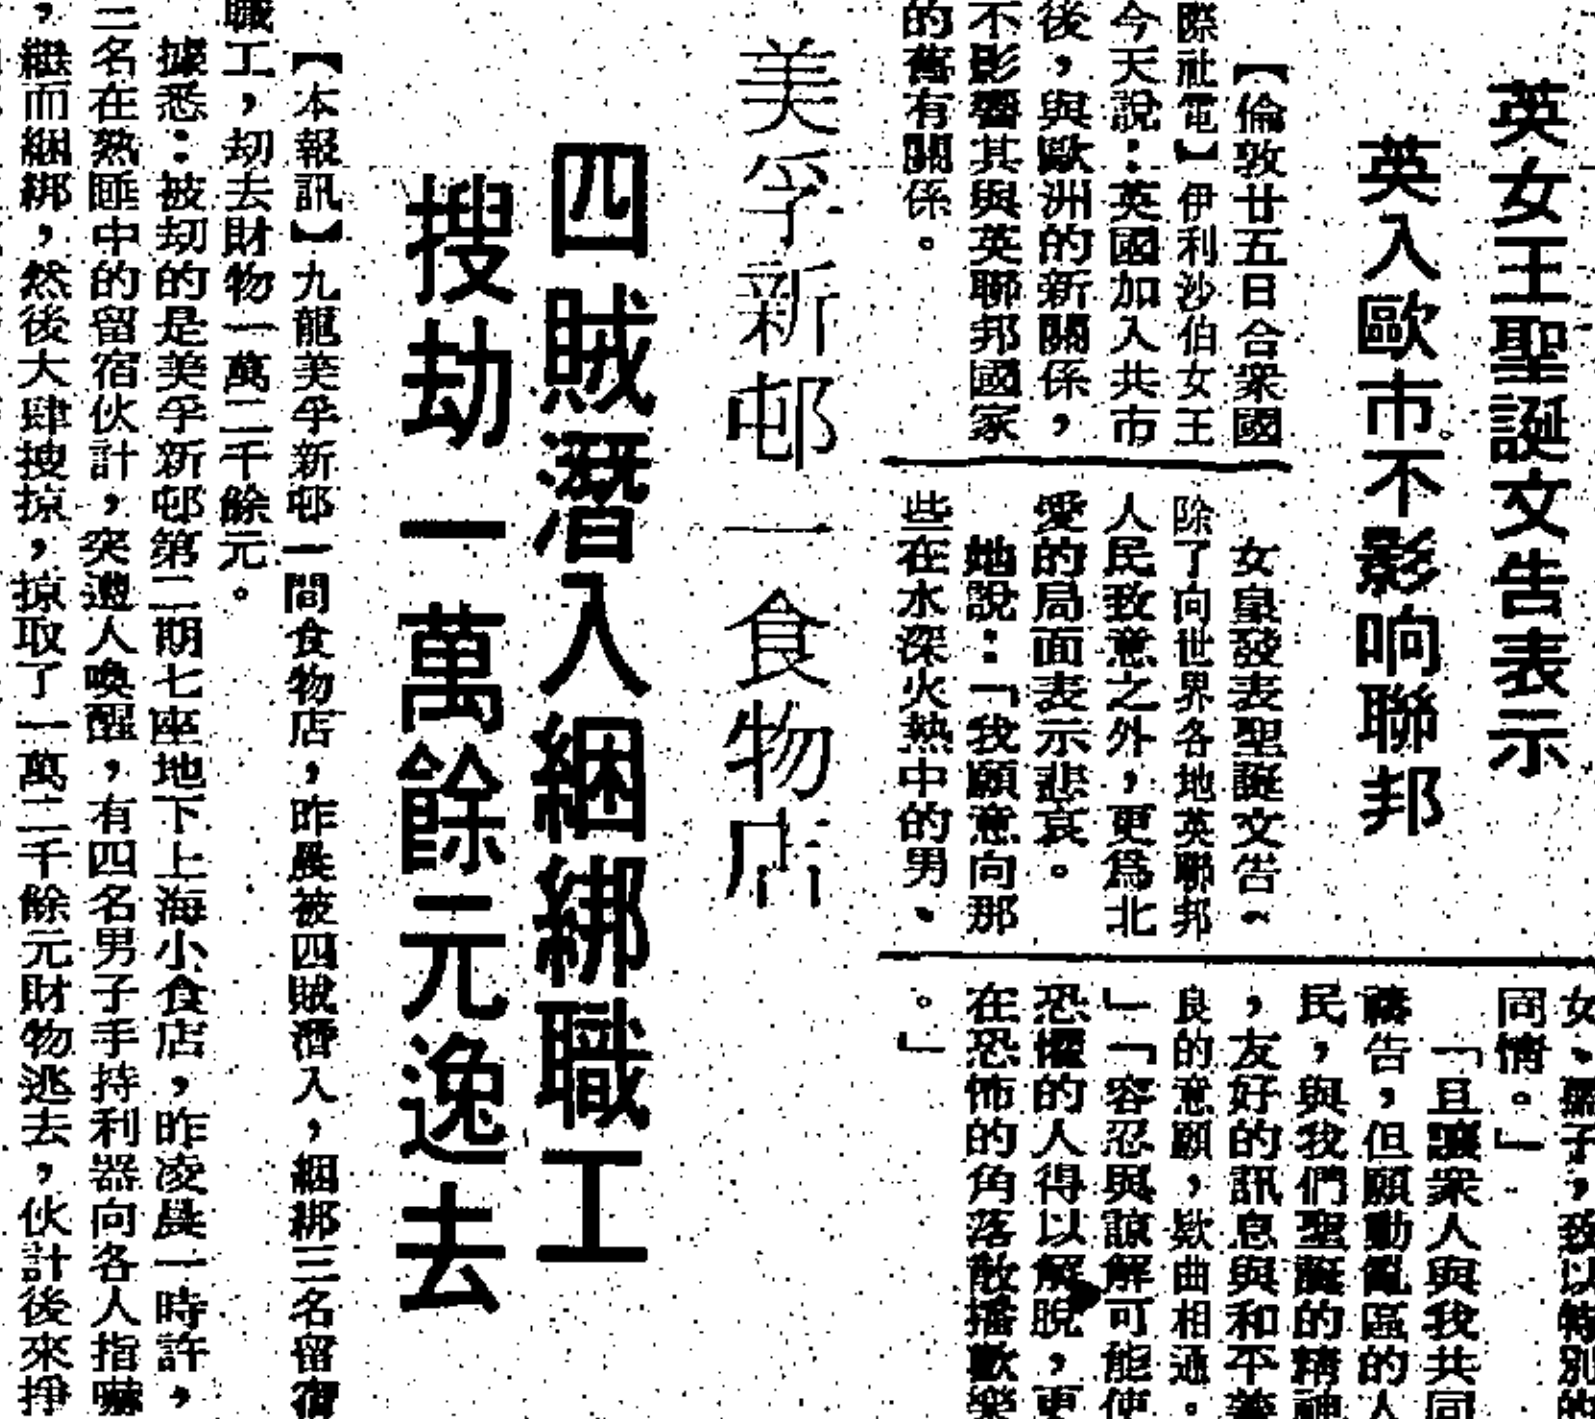 英女王聖誕文告表示
英入歐市不影响聯邦
【倫敦廿五日合衆國
際社電】伊利沙伯女王
今天說：英國加入共市
後，與歐洲的新關係，
不影響其與英聯邦國家
的舊有關係。
女皇發表聖誕文告，
除了向世界各地英聯邦
人民致意之外，更爲北
愛的局面表示悲哀。
她說：「我願意向那
些在水深火熱中的男、
女、孩子，致以特別的
同情。」
「且讓衆人與我共同
禱告，但願動亂區的人
民，與我們聖誕的精神
，友好的訊息與和平善
良的意願，欵曲相通。
」「容忍與諒解可能使
恐懼的人得以解脫，更
在恐怖的角落散播歡樂
。」
美孚新邨一食物店
四賊潛入綑綁職工
搜劫一萬餘元逸去
【本報訊】九龍美孚新邨一間食物店，昨晨被四賊潛入，綑綁三名留宿
職工，刧去財物一萬二千餘元。
據悉：被刧的是美孚新邨第二期七座地下上海小食店，昨凌晨一時許，
三名在熟睡中的留宿伙計，突遭人喚醒，有四名男子手持利器向各人指嚇
，繼而綑綁，然後大肆搜掠，掠取了一萬二千餘元財物逃去，伙計後來掙